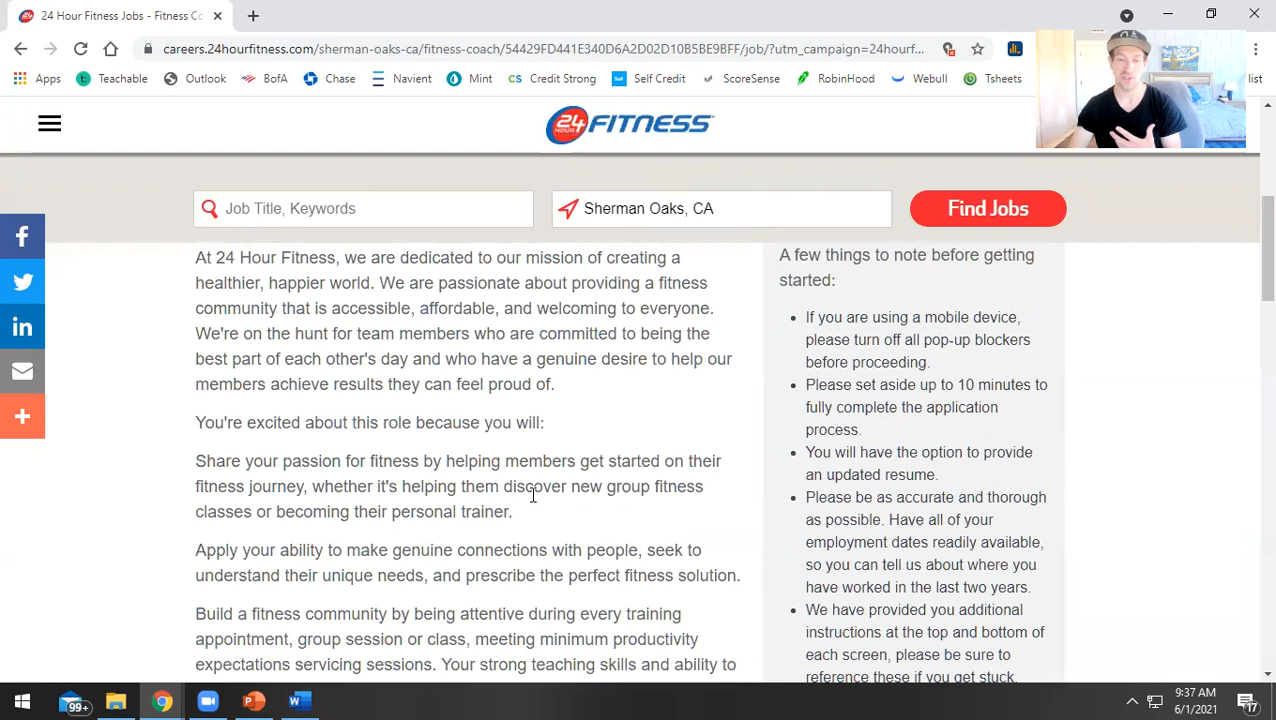 24 Hour Fitness Jobs - Fitness Co
careers.24hourfitness.com/sherman-oaks-ca/fitness-coach/54429FD441E340D6A2D02D10B5BE9BFF/job/?utm_campaign=24hourf...
Apps Teachable Outlook BofA Chase Navient Mint CS Credit Strong Self Credit ScoreSense RobinHood Webull Tsheets list
24 HOUR FITNESS
Job Title, Keywords
Sherman Oaks, CA
Find Jobs
At 24 Hour Fitness, we are dedicated to our mission of creating a
healthier, happier world. We are passionate about providing a fitness
community that is accessible, affordable, and welcoming to everyone.
We're on the hunt for team members who are committed to being the
best part of each other's day and who have a genuine desire to help our
members achieve results they can feel proud of.
You're excited about this role because you will:
Share your passion for fitness by helping members get started on their
fitness journey, whether it's helping them discover new group fitness
classes or becoming their personal trainer.
Apply your ability to make genuine connections with people, seek to
understand their unique needs, and prescribe the perfect fitness solution.
Build a fitness community by being attentive during every training
appointment, group session or class, meeting minimum productivity
expectations servicing sessions. Your strong teaching skills and ability to
A few things to note before getting
started:
If you are using a mobile device,
please turn off all pop-up blockers
before proceeding.
Please set aside up to 10 minutes to
fully complete the application
process.
You will have the option to provide
an updated resume.
Please be as accurate and thorough
as possible. Have all of your
employment dates readily available,
so you can tell us about where you
have worked in the last two years.
We have provided you additional
instructions at the top and bottom of
each screen, please be sure to
reference these if you get stuck.
99+
9:37 AM
6/1/2021
17